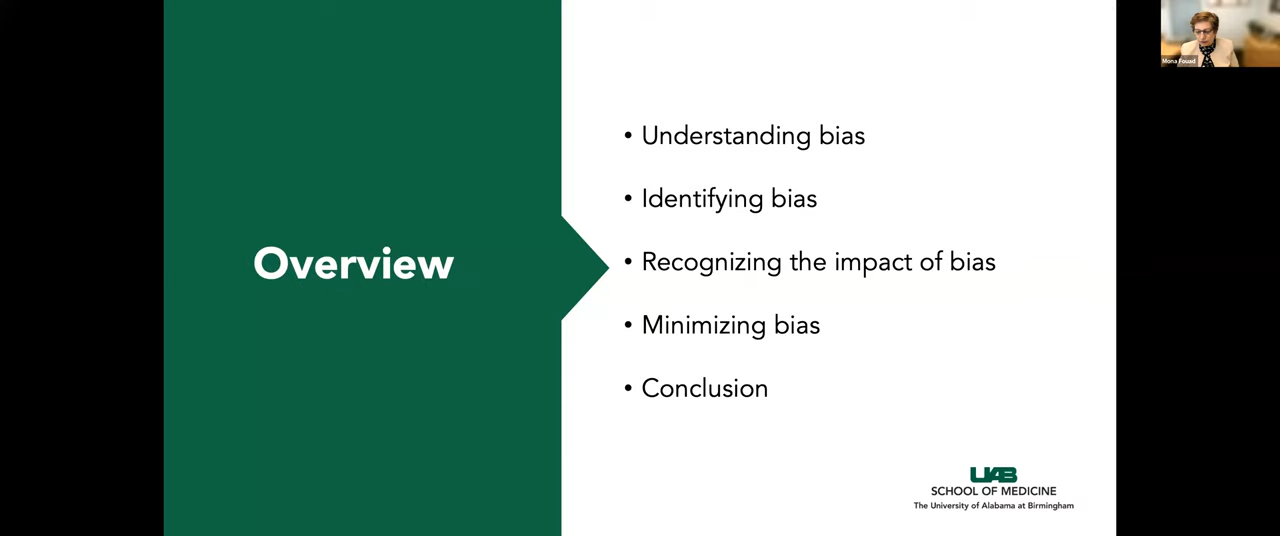 Mona Fouad
Overview
• Understanding bias
• Identifying bias
• Recognizing the impact of bias
• Minimizing bias
• Conclusion
UAB
SCHOOL OF MEDICINE
The University of Alabama at Birmingham